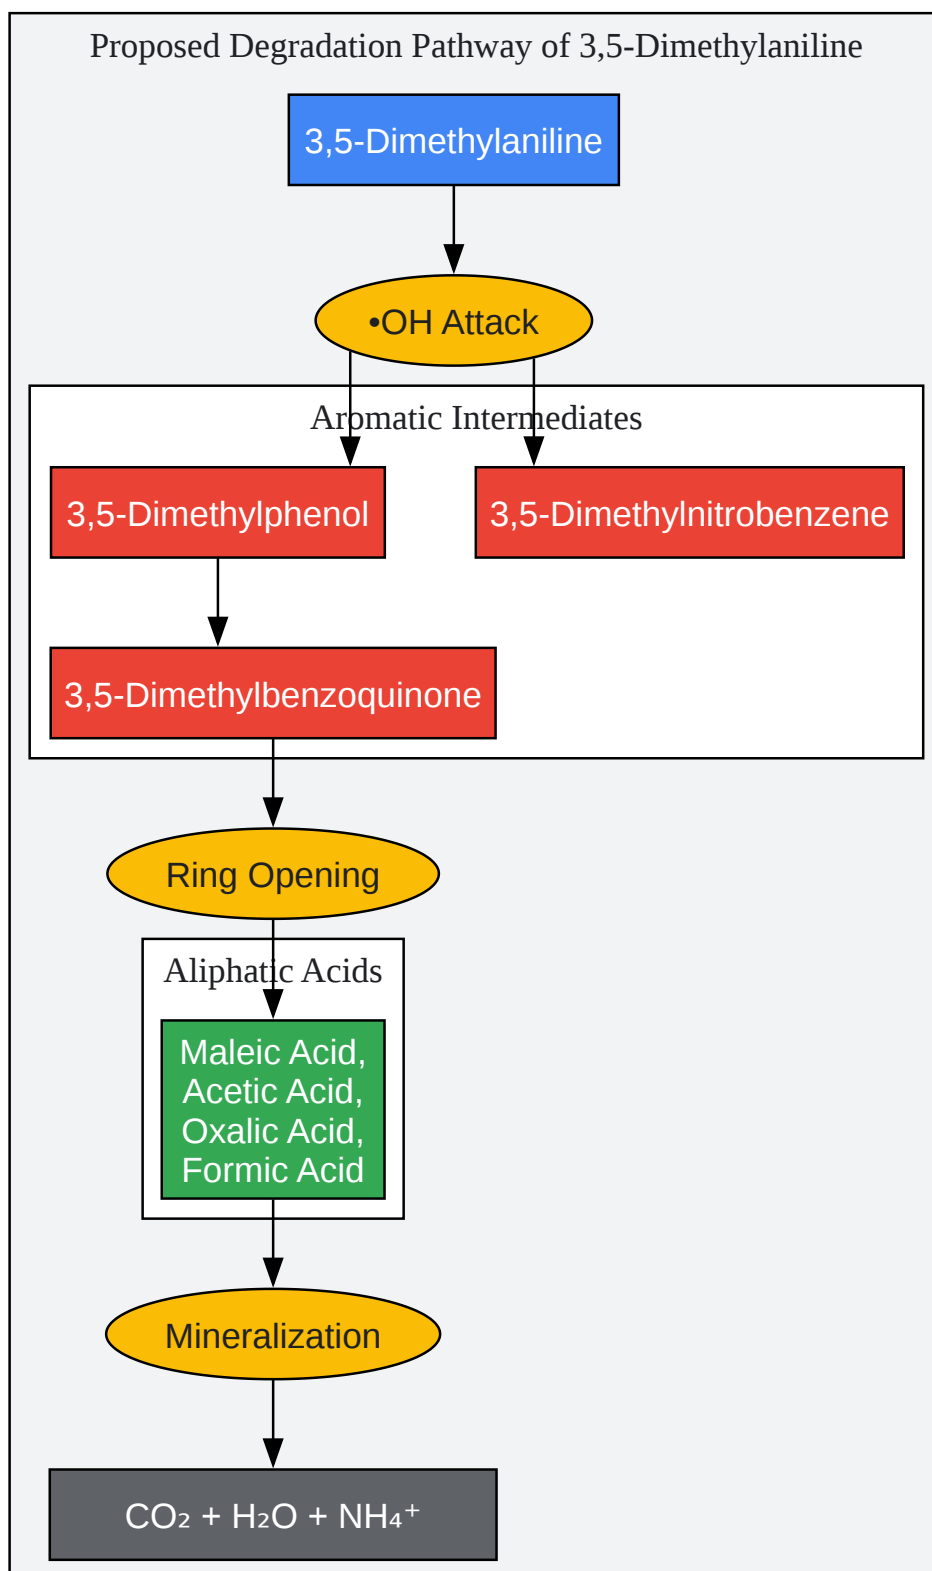 Proposed Degradation Pathway of 3,5-Dimethylaniline
3,5-Dimethylaniline
•OH Attack
Aromatic Intermediates
3,5-Dimethylphenol
3,5-Dimethylnitrobenzene
3,5-Dimethylbenzoquinone
Ring Opening
Aliphatic Acids
Maleic Acid,
Acetic Acid,
Oxalic Acid,
Formic Acid
Mineralization
CO₂ + H₂O + NH₄⁺